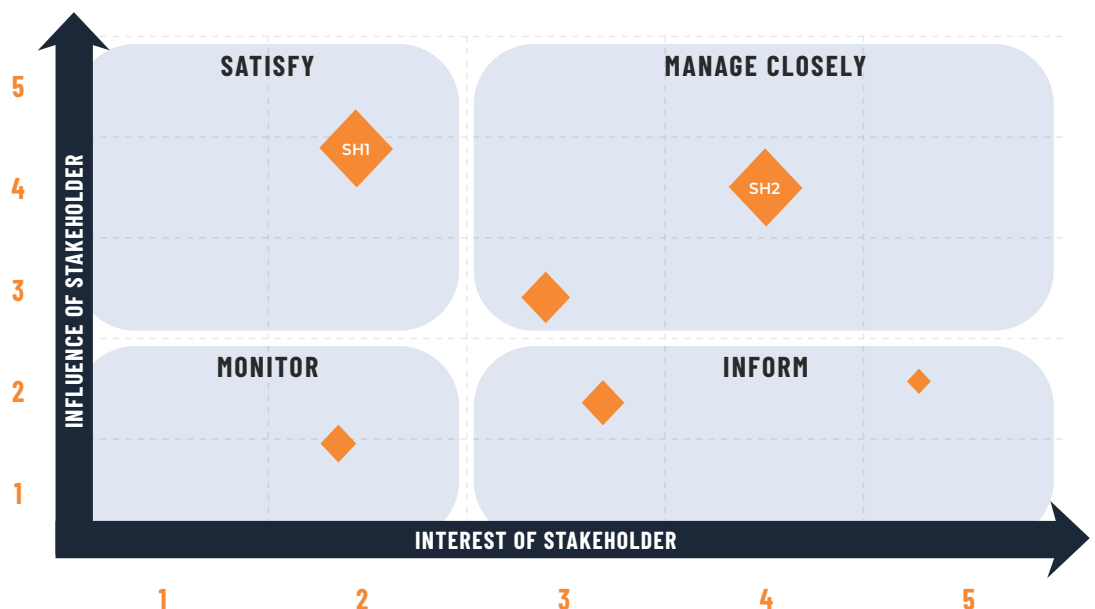 SATISFY
MANAGE CLOSELY
5
SH1
4
SH2
INFLUENCE OF STAKEHOLDER
3
MONITOR
INFORM
2
1
INTEREST OF STAKEHOLDER
1 2 3 4 5